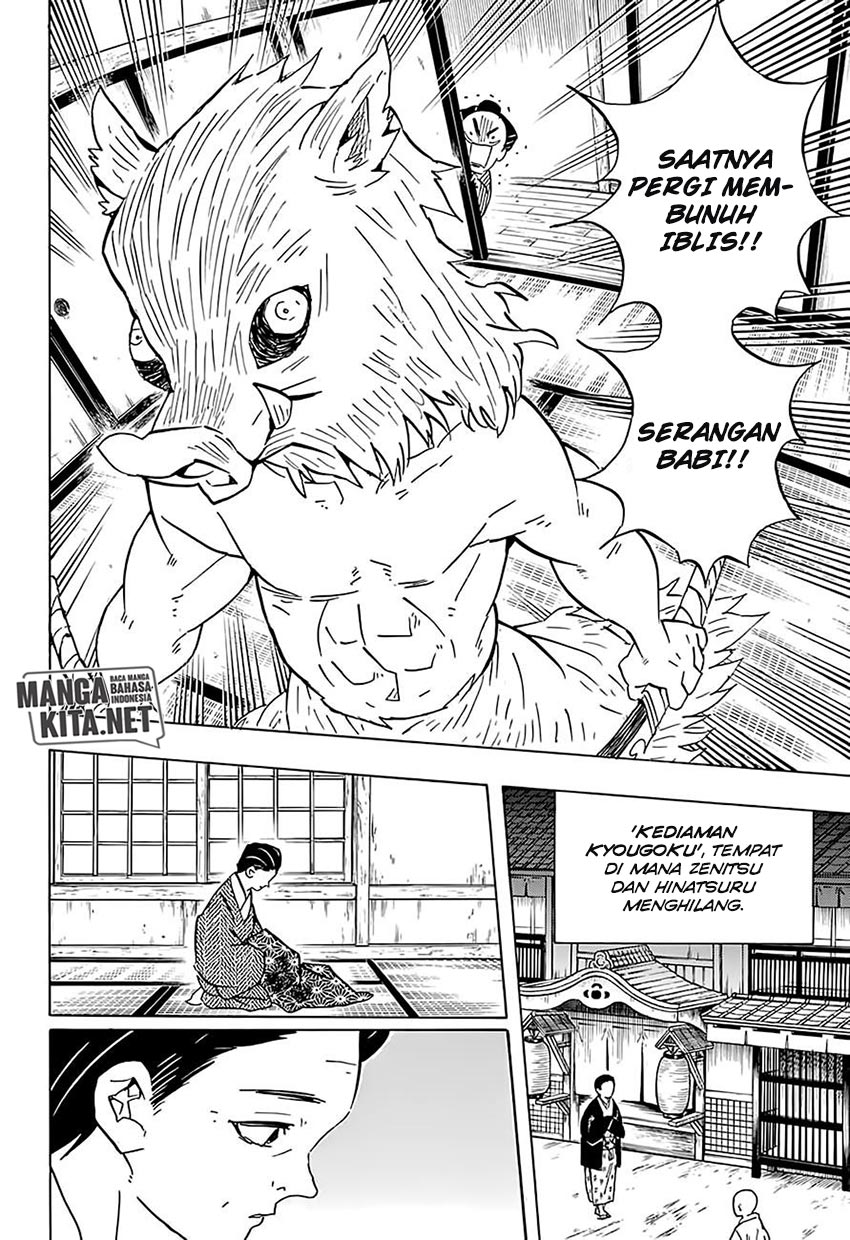 SAATNYA
PERGI MEM-
BUNUH
IBLIS!!
SERANGAN
BABI!!
MANGA
KITA.NET
BACA MANGA
BAHASA
INDONESIA
'KEDIAMAN
KYOUGOKU', TEMPAT
DI MANA ZENITSU
DAN HINATSURU
MENGHILANG.